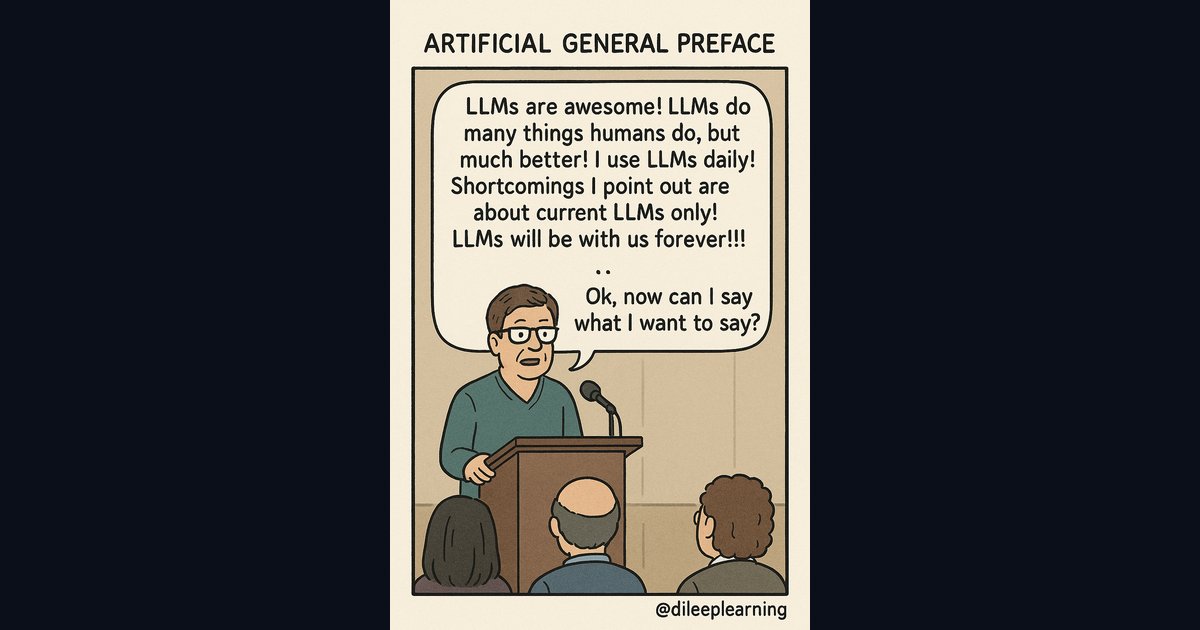 ARTIFICIAL GENERAL PREFACE
LLMs are awesome! LLMs do
many things humans do, but
much better! I use LLMs daily!
Shortcomings I point out are
about current LLMs only!
LLMs will be with us forever!!!
..
Ok, now can I say
what I want to say?
@dileeplearning